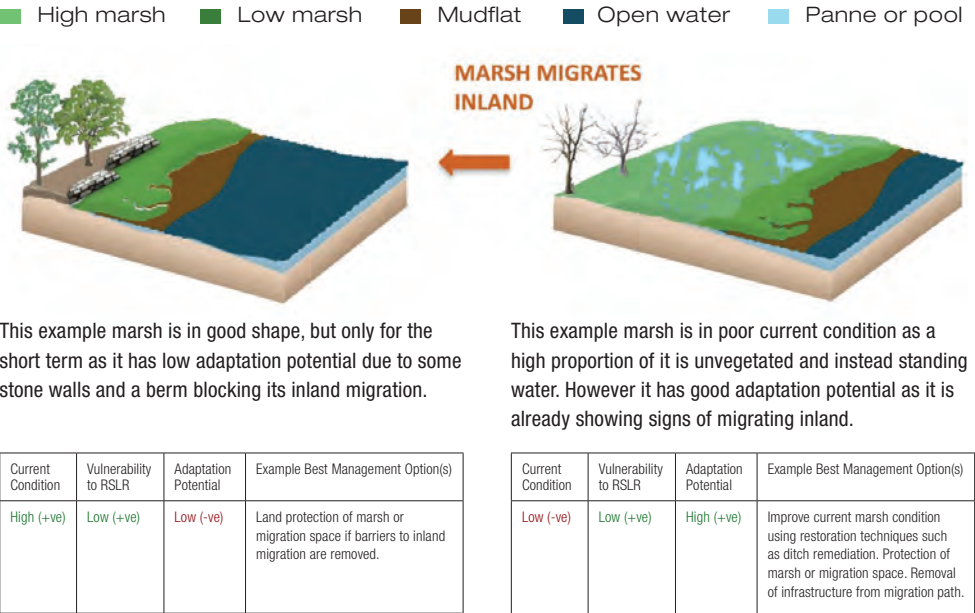 High marsh Low marsh Mudflat Open water Panne or pool
MARSH MIGRATES
INLAND
This example marsh is in good shape, but only for the
short term as it has low adaptation potential due to some
stone walls and a berm blocking its inland migration.
This example marsh is in poor current condition as a
high proportion of it is unvegetated and instead standing
water. However it has good adaptation potential as it is
already showing signs of migrating inland.
Current
Condition
Vulnerability
to RSLR
Adaptation
Potential
Example Best Management Option(s)
High (+ve)
Low (+ve)
Low (-ve)
Land protection of marsh or
migration space if barriers to inland
migration are removed.
Current
Condition
Vulnerability
to RSLR
Adaptation
Potential
Example Best Management Option(s)
Low (-ve)
Low (+ve)
High (+ve)
Improve current marsh condition
using restoration techniques such
as ditch remediation. Protection of
marsh or migration space. Removal
of infrastructure from migration path.